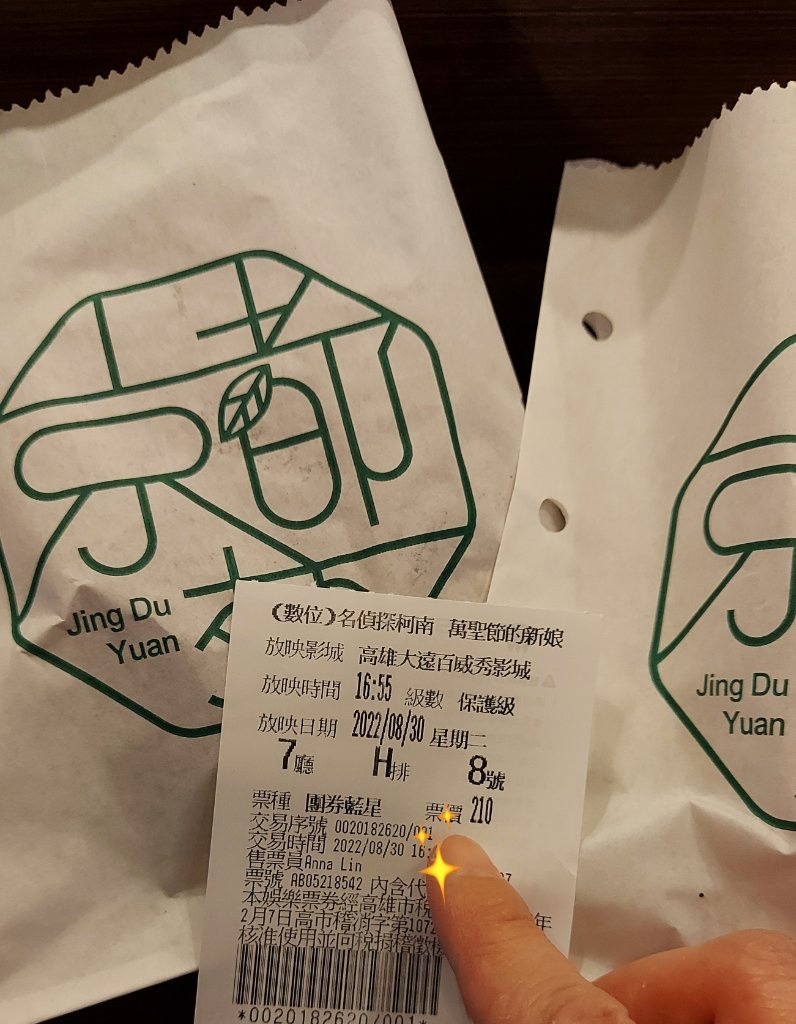 京都
Jing Du
Yuan
Jing Du
Yuan
(數位)名偵探柯南 萬聖節的新娘
放映影城 高雄大遠百威秀影城
放映時間 16:55 級數 保護級
放映日期 2022/08/30 星期二
7廳 H排 8號
票種 團券藍星 票價 210
交易序號 0020182620/001
交易時間 2022/08/30 16:
售票員Anna Lin
票號 AB05218542 內含代
本娛樂票券經高雄市稅 年
2月7日高市稽消字第1072
核准使用並向稅捐稽徵
*0020182620/001*